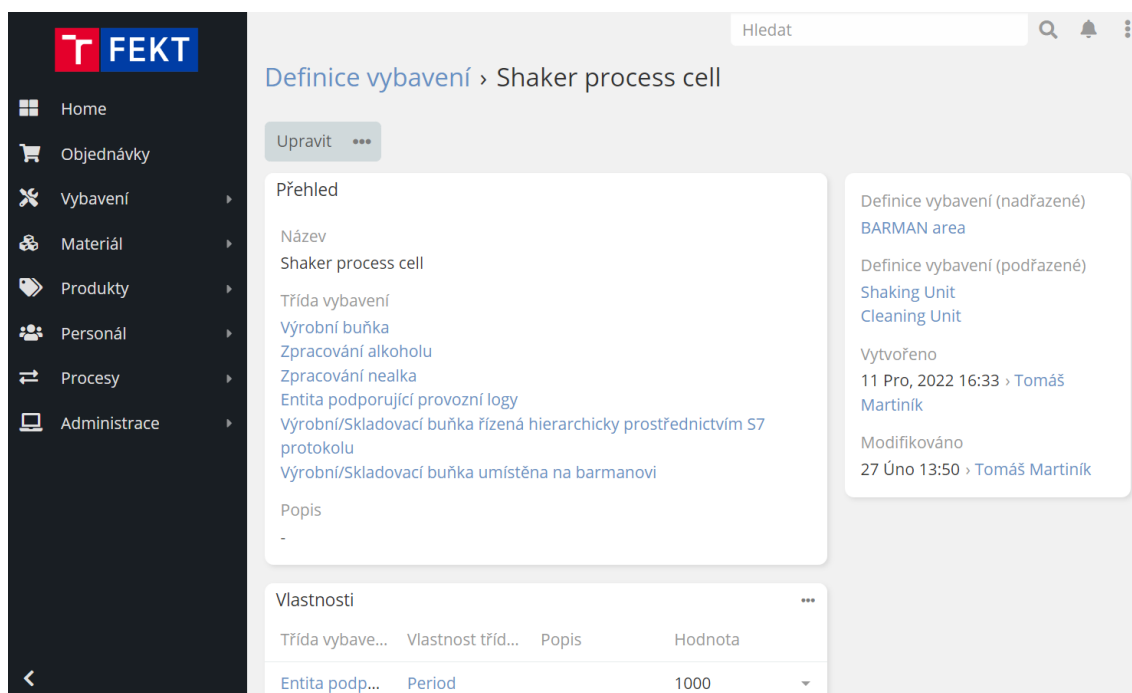 FEKT
Hledat
Home
Objednávky
Vybavení
Materiál
Produkty
Personál
Procesy
Administrace
Definice vybavení › Shaker process cell
Upravit •••
Přehled
Název
Shaker process cell
Třída vybavení
Výrobní buňka
Zpracování alkoholu
Zpracování nealka
Entita podporující provozní logy
Výrobní/Skladovací buňka řízená hierarchicky prostřednictvím S7
protokolu
Výrobní/Skladovací buňka umístěna na barmanovi
Popis
-
Definice vybavení (nadřazené)
BARMAN area
Definice vybavení (podřazené)
Shaking Unit
Cleaning Unit
Vytvořeno
11 Pro, 2022 16:33 › Tomáš
Martiník
Modifikováno
27 Úno 13:50 › Tomáš Martiník
Vlastnosti •••
Třída vybave... Vlastnost tříd... Popis Hodnota
Entita podp... Period 1000